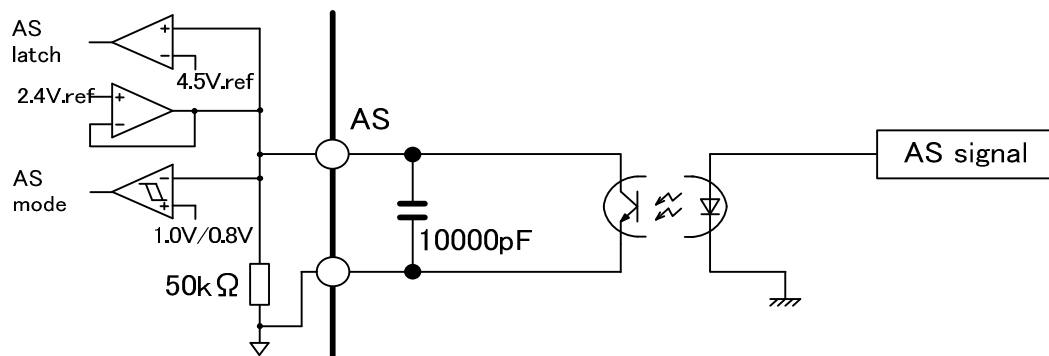 AS
latch
+
−
4.5V.ref
2.4V.ref
+
−
AS
AS signal
AS
mode
−
+
1.0V/0.8V
10000pF
50kΩ